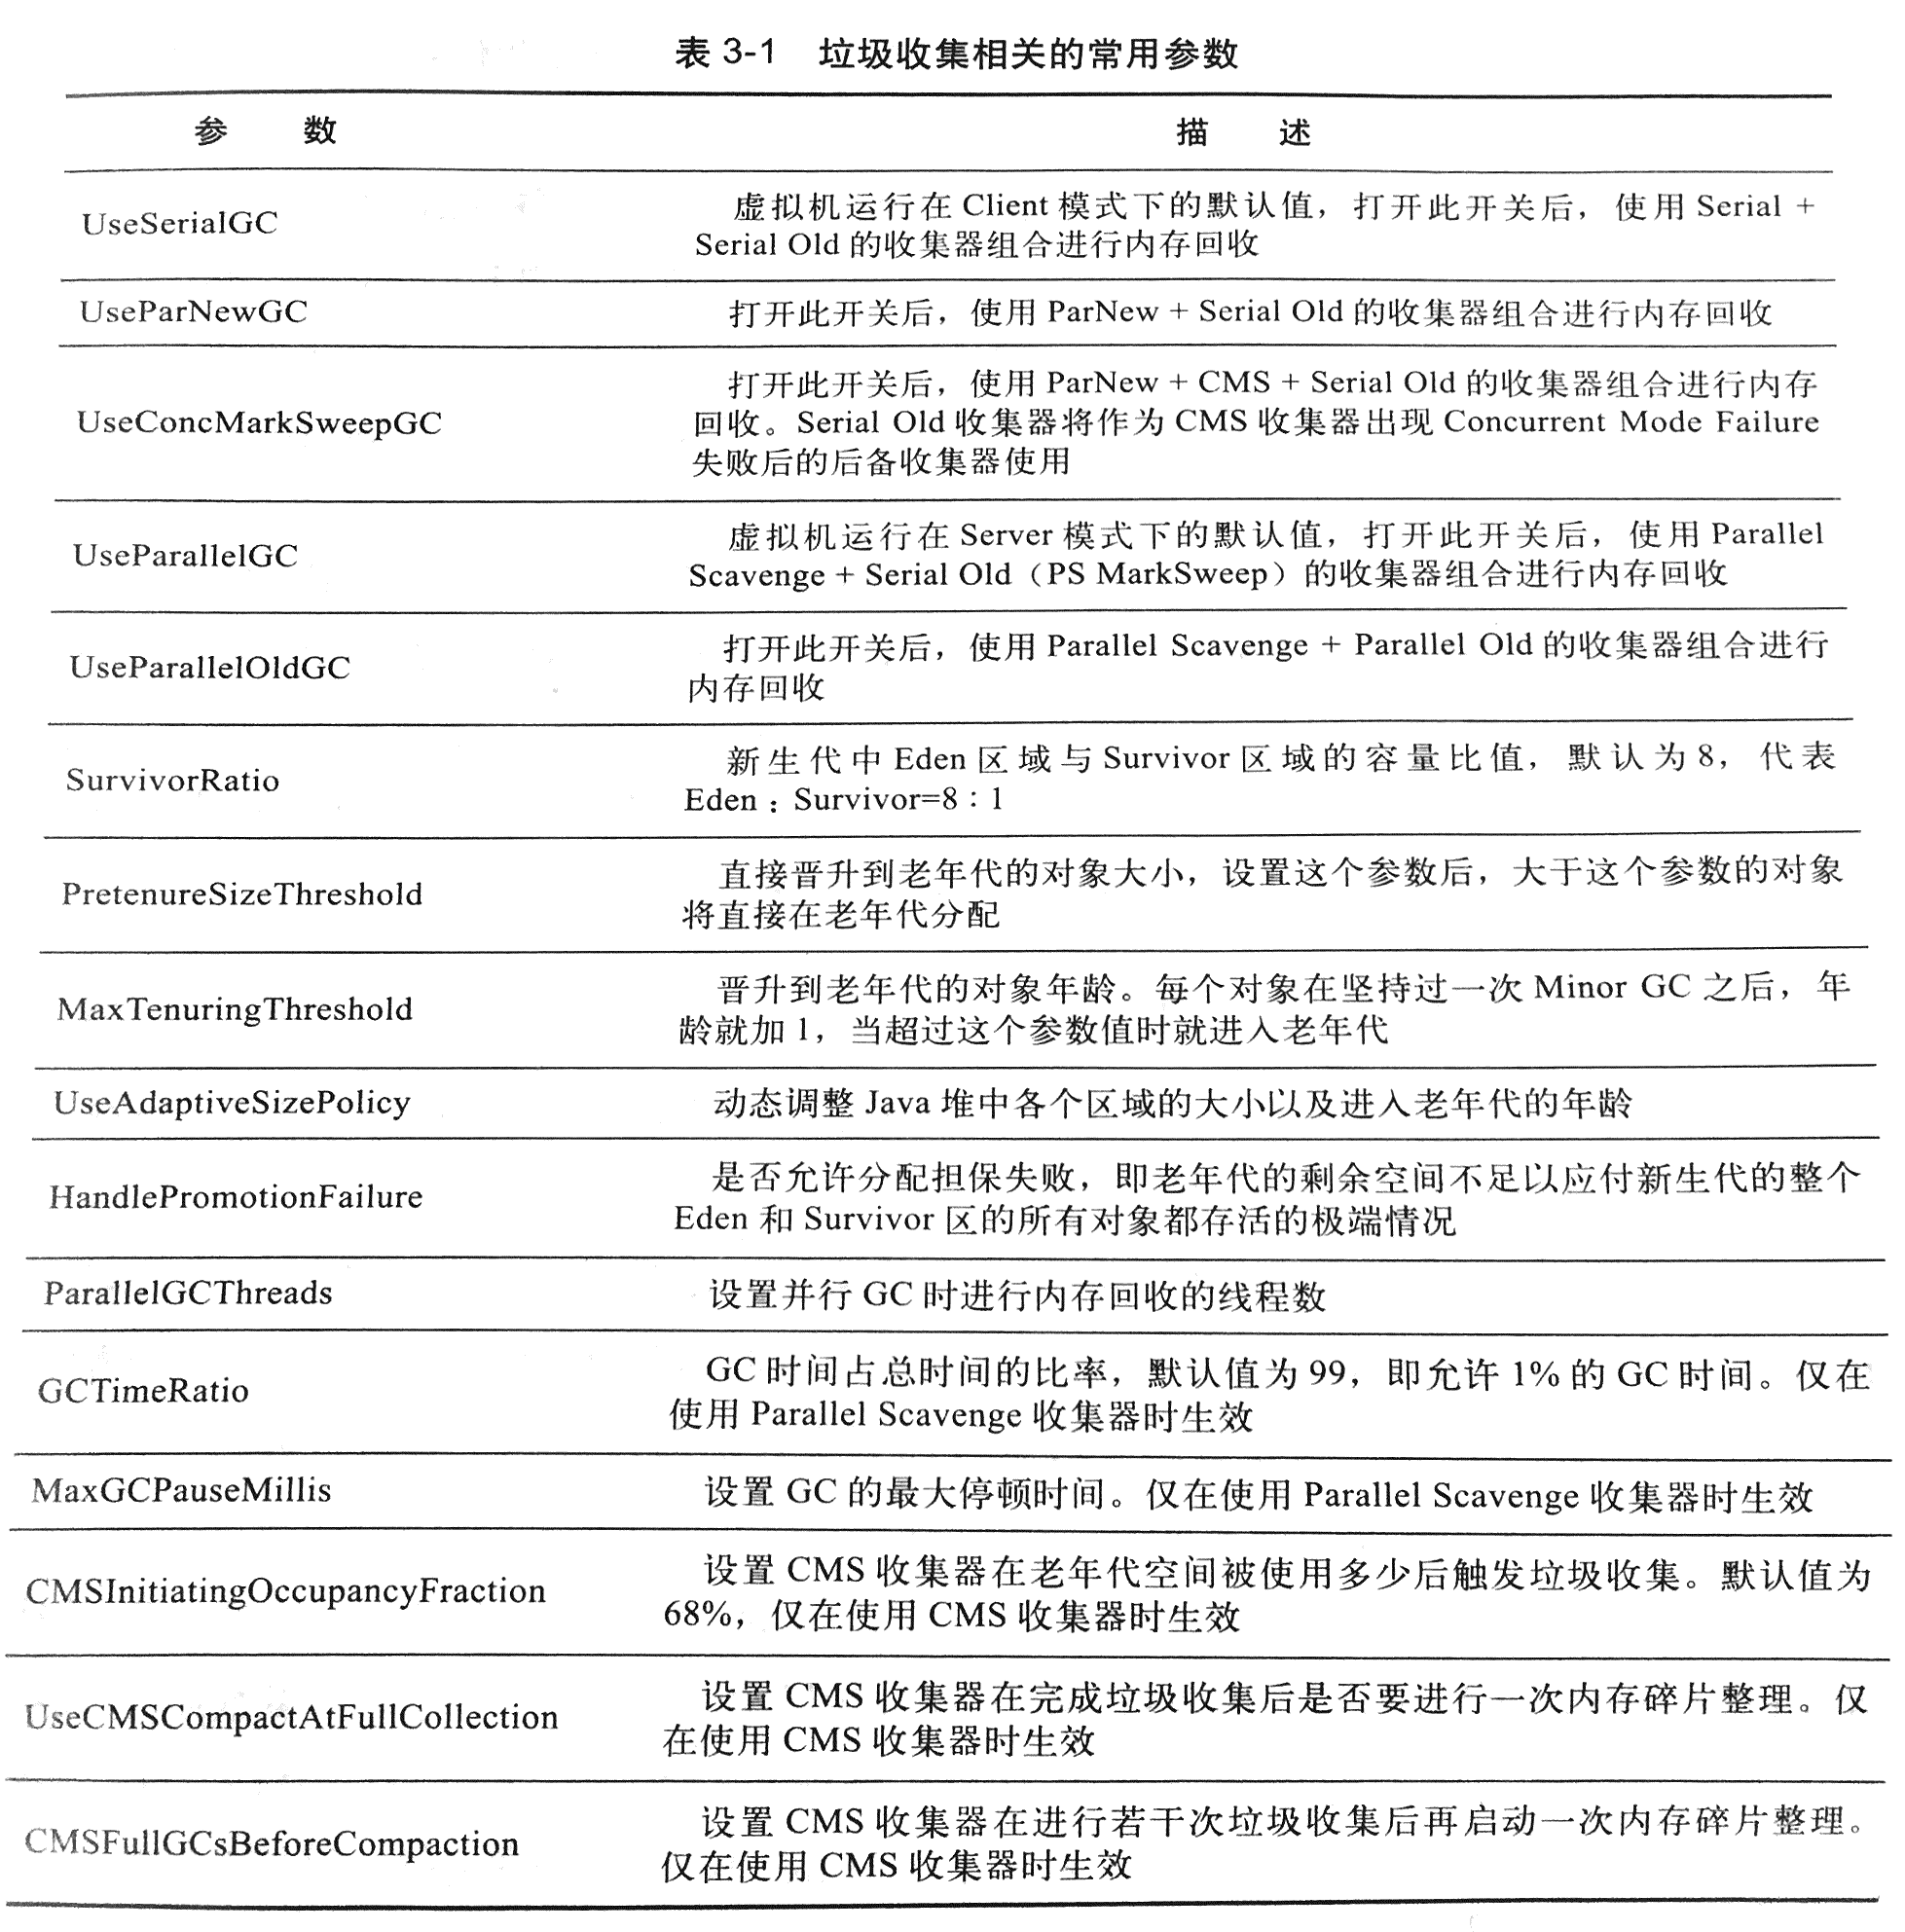 表 3-1 垃圾收集相关的常用参数
参 数 描 述
UseSerialGC
虚拟机运行在 Client 模式下的默认值，打开此开关后，使用 Serial +
Serial Old 的收集器组合进行内存回收
UseParNewGC
打开此开关后，使用 ParNew + Serial Old 的收集器组合进行内存回收
UseConcMarkSweepGC
打开此开关后，使用 ParNew + CMS + Serial Old 的收集器组合进行内存
回收。Serial Old 收集器将作为 CMS 收集器出现 Concurrent Mode Failure
失败后的后备收集器使用
UseParallelGC
虚拟机运行在 Server 模式下的默认值，打开此开关后，使用 Parallel
Scavenge + Serial Old（PS MarkSweep）的收集器组合进行内存回收
UseParallelOldGC
打开此开关后，使用 Parallel Scavenge + Parallel Old 的收集器组合进行
内存回收
SurvivorRatio
新生代中 Eden 区域与 Survivor 区域的容量比值，默认为 8，代表
Eden：Survivor=8：1
PretenureSizeThreshold
直接晋升到老年代的对象大小，设置这个参数后，大于这个参数的对象
将直接在老年代分配
MaxTenuringThreshold
晋升到老年代的对象年龄。每个对象在坚持过一次 Minor GC 之后，年
龄就加 1，当超过这个参数值时就进入老年代
UseAdaptiveSizePolicy
动态调整 Java 堆中各个区域的大小以及进入老年代的年龄
HandlePromotionFailure
是否允许分配担保失败，即老年代的剩余空间不足以应付新生代的整个
Eden 和 Survivor 区的所有对象都存活的极端情况
ParallelGCThreads
设置并行 GC 时进行内存回收的线程数
GCTimeRatio
GC 时间占总时间的比率，默认值为 99，即允许 1% 的 GC 时间。仅在
使用 Parallel Scavenge 收集器时生效
MaxGCPauseMillis
设置 GC 的最大停顿时间。仅在使用 Parallel Scavenge 收集器时生效
CMSInitiatingOccupancyFraction
设置 CMS 收集器在老年代空间被使用多少后触发垃圾收集。默认值为
68%，仅在使用 CMS 收集器时生效
UseCMSCompactAtFullCollection
设置 CMS 收集器在完成垃圾收集后是否要进行一次内存碎片整理。仅
在使用 CMS 收集器时生效
CMSFullGCsBeforeCompaction
设置 CMS 收集器在进行若干次垃圾收集后再启动一次内存碎片整理。
仅在使用 CMS 收集器时生效